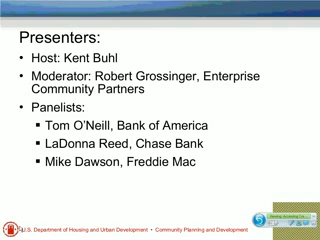 Presenters:
• Host: Kent Buhl
• Moderator: Robert Grossinger, Enterprise
Community Partners
• Panelists:
▪ Tom O’Neill, Bank of America
▪ LaDonna Reed, Chase Bank
▪ Mike Dawson, Freddie Mac
U.S. Department of Housing and Urban Development • Community Planning and Development